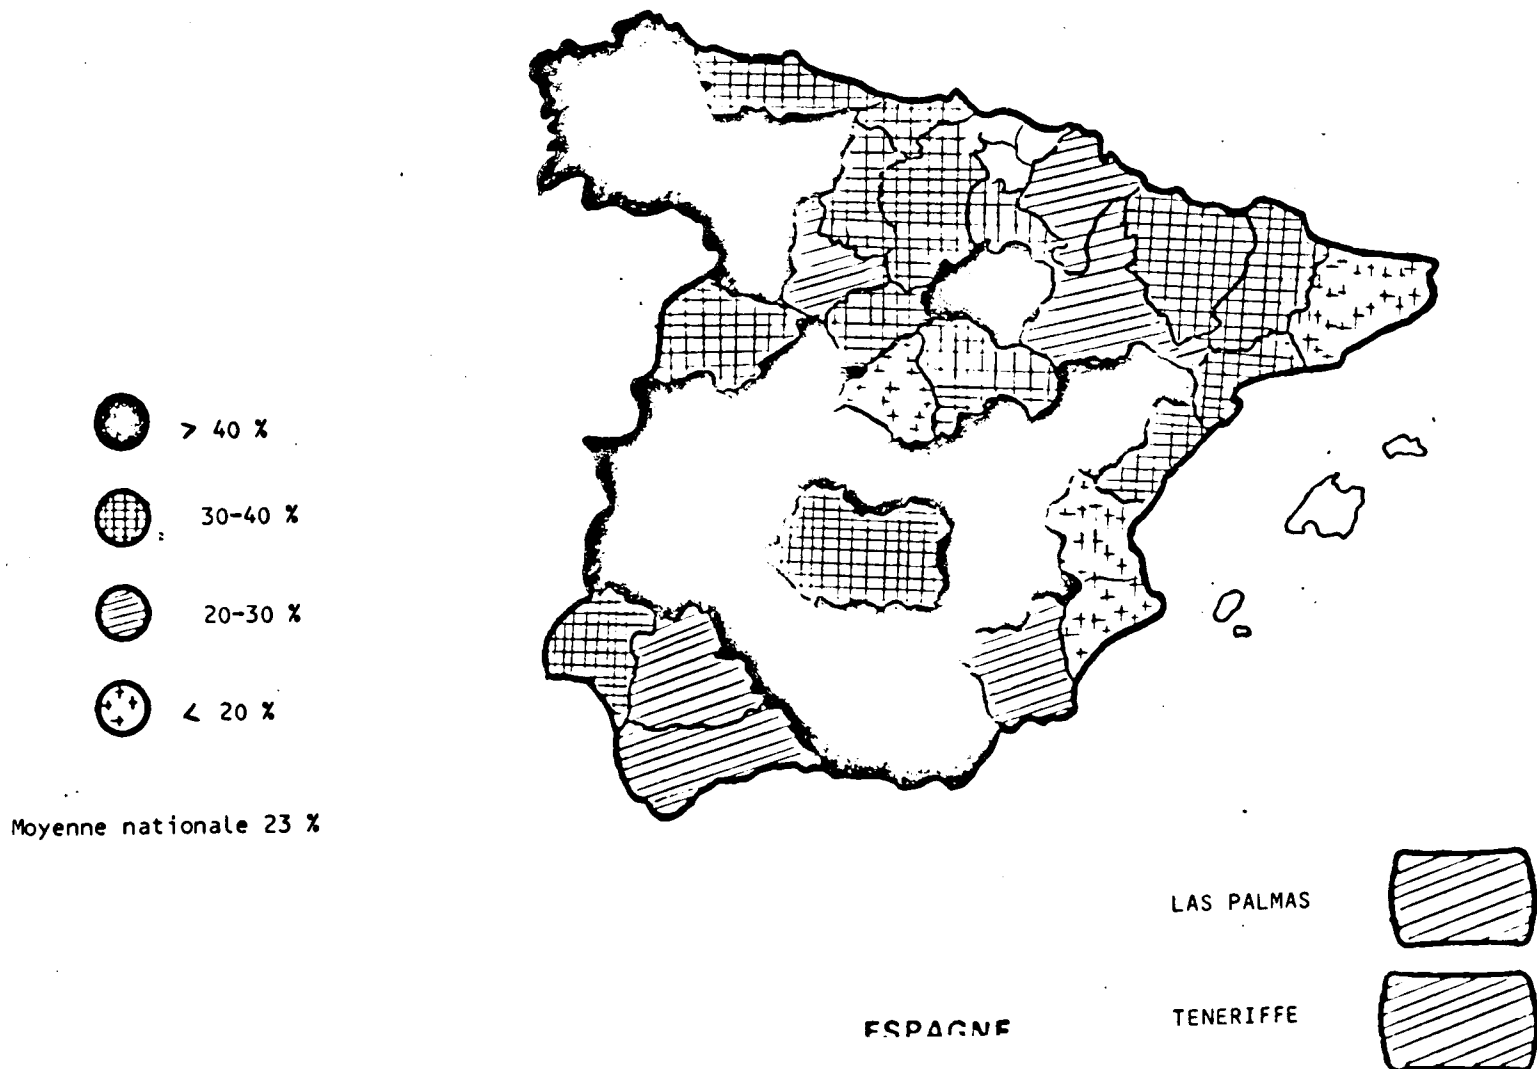 > 40 %
30-40 %
20-30 %
< 20 %
Moyenne nationale 23 %
LAS PALMAS
TENERIFFE
ESPAGNE